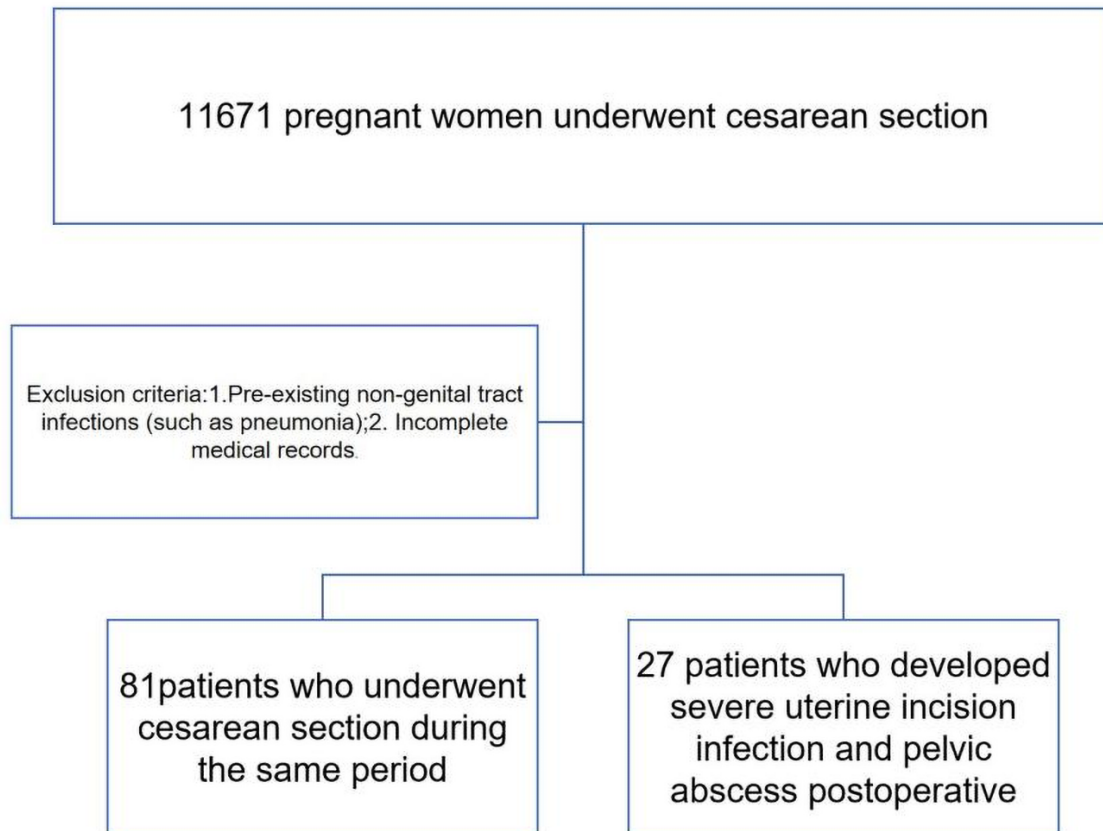 11671 pregnant women underwent cesarean section
Exclusion criteria:1.Pre-existing non-genital tract
infections (such as pneumonia);2. Incomplete
medical records.
81patients who underwent
cesarean section during
the same period
27 patients who developed
severe uterine incision
infection and pelvic
abscess postoperative